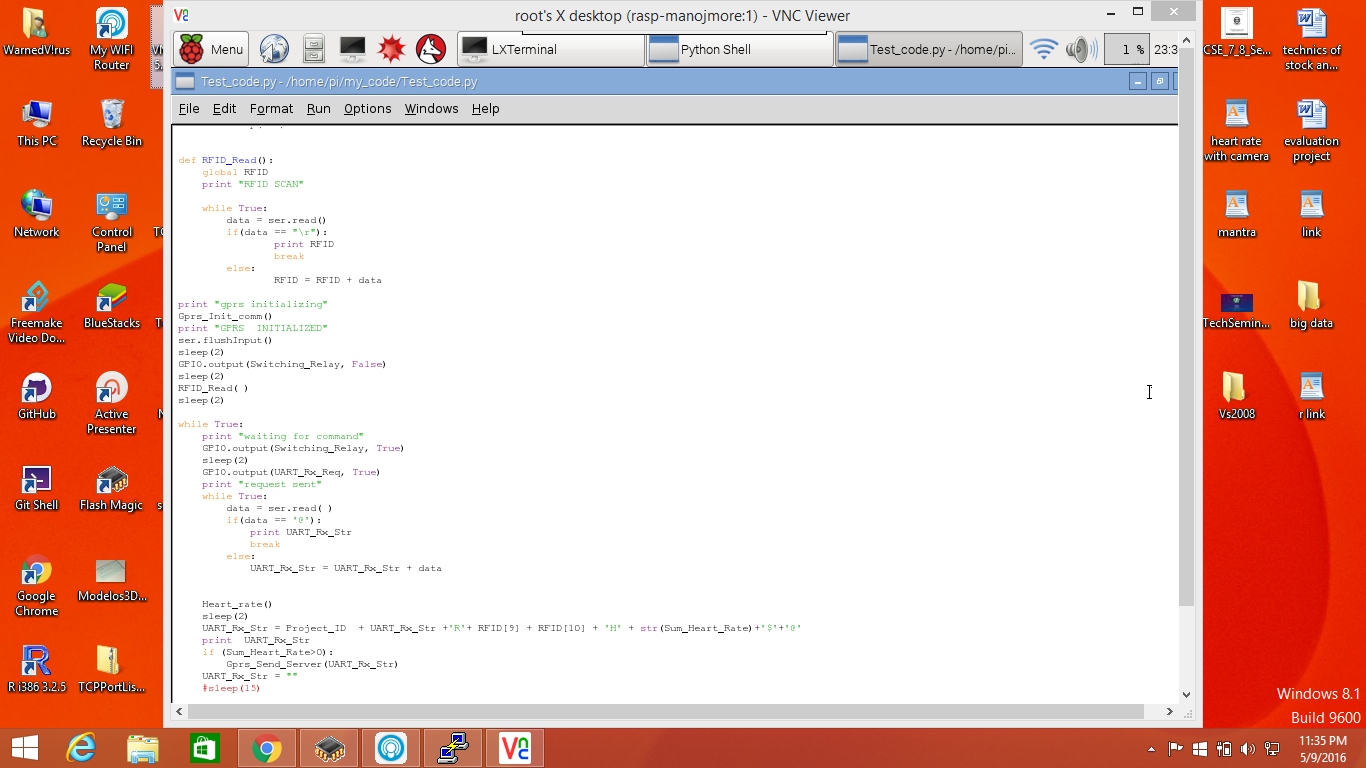 root's X desktop (rasp-manojmore:1) - VNC Viewer
Menu
LXTerminal
Python Shell
Test_code.py - /home/pi...
1 %
23:3
Test_code.py - /home/pi/my_code/Test_code.py
File Edit Format Run Options Windows Help
def RFID_Read():
global RFID
print "RFID SCAN"
while True:
data = ser.read()
if(data == "\r"):
print RFID
break
else:
RFID = RFID + data
print "gprs initializing"
Gprs_Init_comm()
print "GPRS  INITIALIZED"
ser.flushInput()
sleep(2)
GPIO.output(Switching_Relay, False)
sleep(2)
RFID_Read( )
sleep(2)
while True:
print "waiting for command"
GPIO.output(Switching_Relay, True)
sleep(2)
GPIO.output(UART_Rx_Req, True)
print "request sent"
while True:
data = ser.read( )
if(data == '@'):
print UART_Rx_Str
break
else:
UART_Rx_Str = UART_Rx_Str + data
Heart_rate()
sleep(2)
UART_Rx_Str = Project_ID  + UART_Rx_Str +'R'+ RFID[9] + RFID[10] + 'H' + str(Sum_Heart_Rate)+'$'+'@'
print  UART_Rx_Str
if (Sum_Heart_Rate>0):
Gprs_Send_Server(UART_Rx_Str)
UART_Rx_Str = ""
#sleep(15)
WarnedV!rus
My WIFI
Router
This PC
Recycle Bin
Network
Control
Panel
Freemake
Video Do...
BlueStacks
GitHub
Active
Presenter
Git Shell
Flash Magic
Google
Chrome
Modelos3D...
R i386 3.2.5
TCPPortLis...
CSE_7_8_Se...
technics of
stock an...
heart rate
with camera
evaluation
project
mantra
link
TechSemin...
big data
Vs2008
r link
Windows 8.1
Build 9600
11:35 PM
5/9/2016